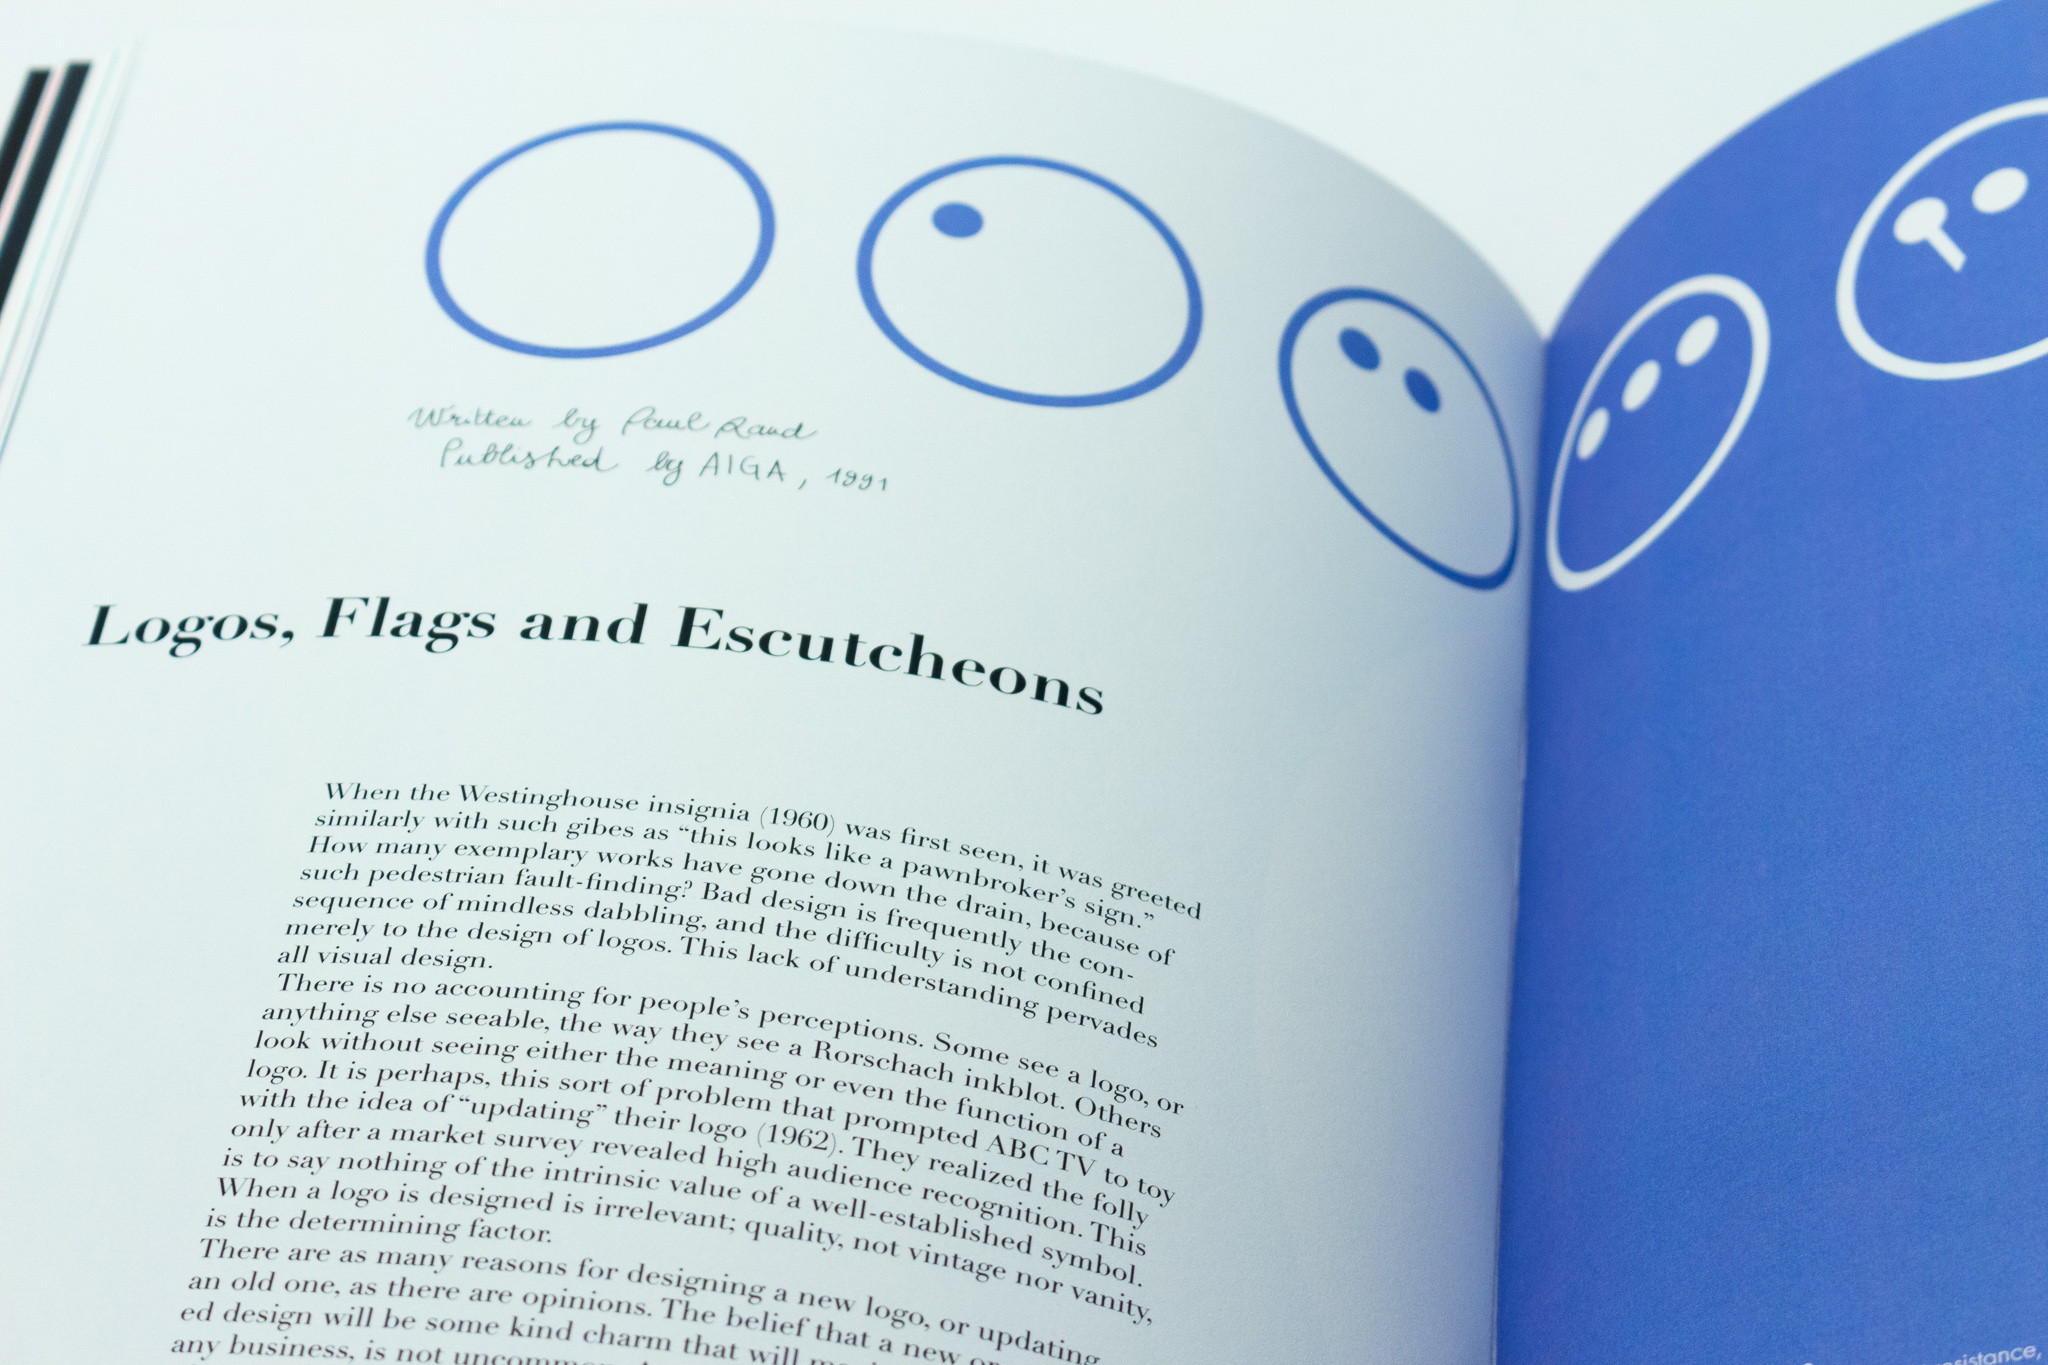 Written by Paul Rand
Published by AIGA, 1991
Logos, Flags and Escutcheons
When the Westinghouse insignia (1960) was first seen, it was greeted
similarly with such gibes as “this looks like a pawnbroker’s sign.”
How many exemplary works have gone down the drain, because of
such pedestrian fault-finding? Bad design is frequently the con-
sequence of mindless dabbling, and the difficulty is not confined
merely to the design of logos. This lack of understanding pervades
all visual design.
There is no accounting for people’s perceptions. Some see a logo, or
anything else seeable, the way they see a Rorschach inkblot. Others
look without seeing either the meaning or even the function of a
logo. It is perhaps, this sort of problem that prompted ABC TV to toy
with the idea of “updating” their logo (1962). They realized the folly
only after a market survey revealed high audience recognition. This
is to say nothing of the intrinsic value of a well-established symbol.
When a logo is designed is irrelevant; quality, not vintage nor vanity,
is the determining factor.
There are as many reasons for designing a new logo, or updating
an old one, as there are opinions. The belief that a new or
ed design will be some kind charm that will
any business, is not